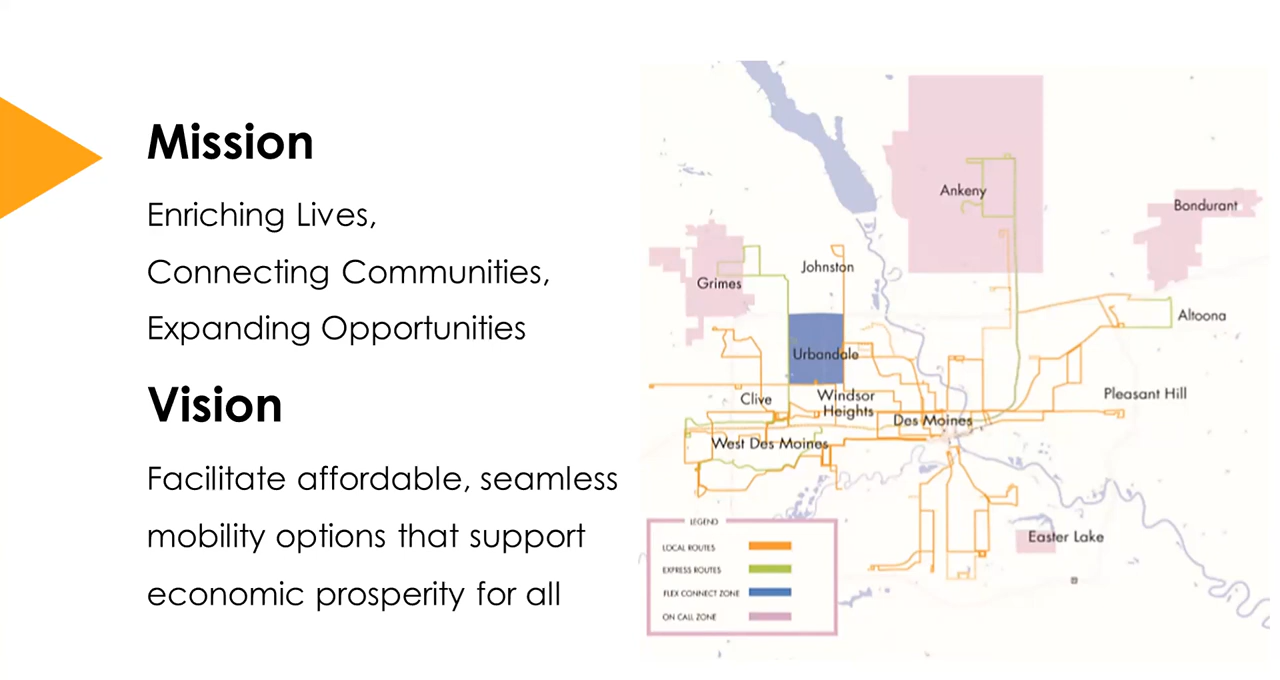 Mission
Enriching Lives,
Connecting Communities,
Expanding Opportunities
Vision
Facilitate affordable, seamless
mobility options that support
economic prosperity for all
Ankeny
Bondurant
Johnston
Grimes
Altoona
Urbandale
Clive
Windsor
Heights
Pleasant Hill
Des Moines
West Des Moines
Easter Lake
LEGEND
LOCAL ROUTES
EXPRESS ROUTES
FLEX CONNECT ZONE
ON CALL ZONE